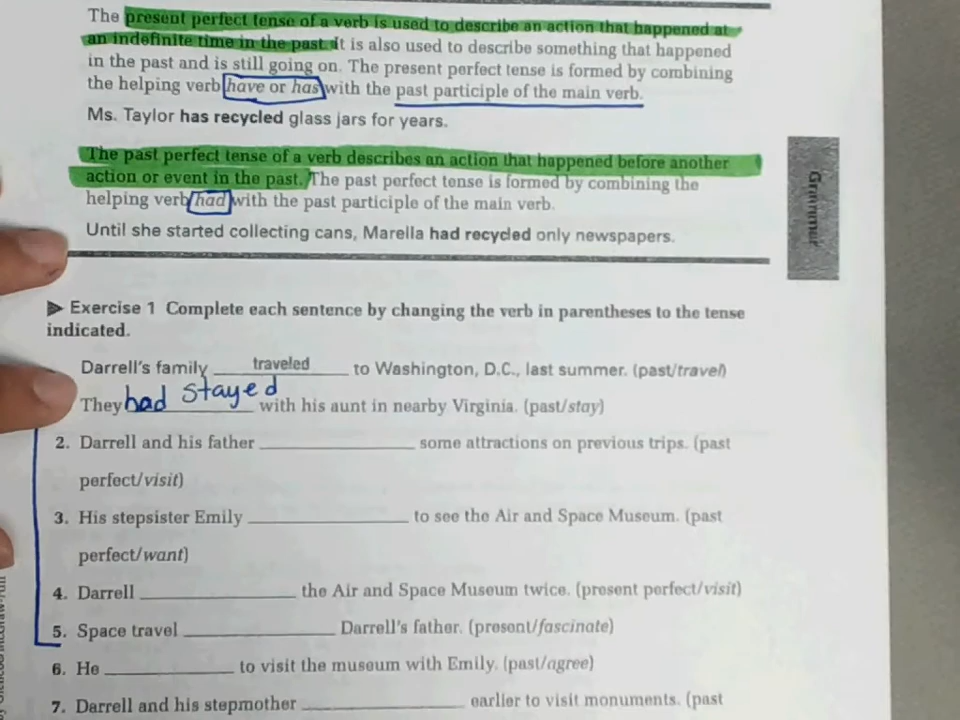 The present perfect tense of a verb is used to describe an action that happened at
an indefinite time in the past. It is also used to describe something that happened
in the past and is still going on. The present perfect tense is formed by combining
the helping verb have or has with the past participle of the main verb.
Ms. Taylor has recycled glass jars for years.
The past perfect tense of a verb describes an action that happened before another
action or event in the past. The past perfect tense is formed by combining the
helping verb had with the past participle of the main verb.
Until she started collecting cans, Marella had recycled only newspapers.
Grammar
Exercise 1 Complete each sentence by changing the verb in parentheses to the tense
indicated.
Darrell's family traveled to Washington, D.C., last summer. (past/travel)
They had stayed with his aunt in nearby Virginia. (past/stay)
2. Darrell and his father some attractions on previous trips. (past
perfect/visit)
3. His stepsister Emily to see the Air and Space Museum. (past
perfect/want)
4. Darrell the Air and Space Museum twice. (present perfect/visit)
5. Space travel Darrell's father. (present/fascinate)
6. He to visit the museum with Emily. (past/agree)
7. Darrell and his stepmother earlier to visit monuments. (past